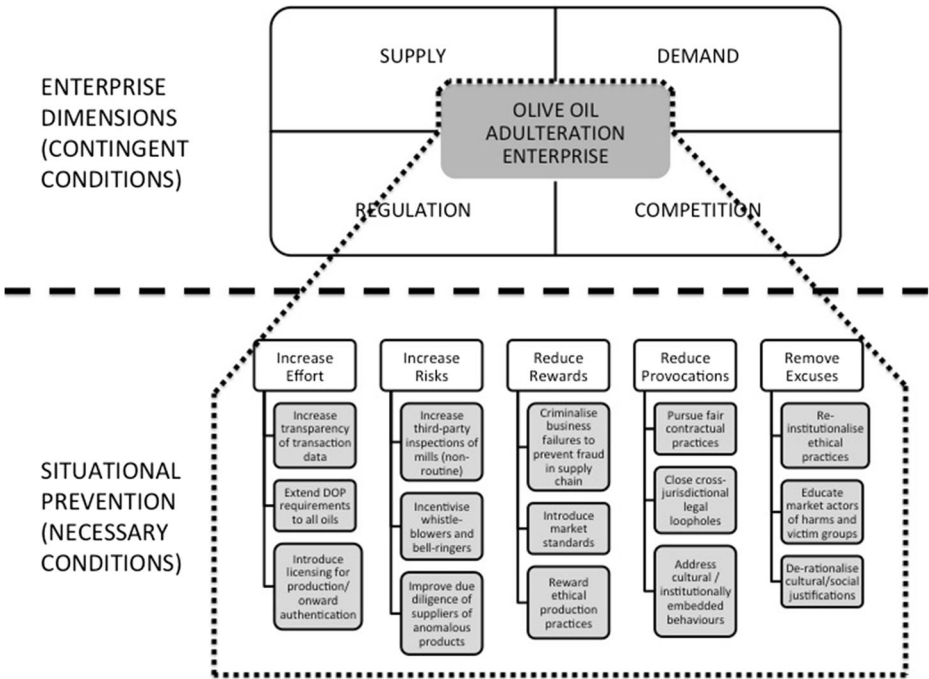 ENTERPRISE
DIMENSIONS
(CONTINGENT
CONDITIONS)
SUPPLY
DEMAND
OLIVE OIL
ADULTERATION
ENTERPRISE
REGULATION
COMPETITION
SITUATIONAL
PREVENTION
(NECESSARY
CONDITIONS)
Increase
Effort
Increase
transparency
of transaction
data
Extend DOP
requirements
to all oils
Introduce
licensing for
production/
onward
authentication
Increase
Risks
Increase
third-party
inspections of
mills (non-
routine)
Incentivise
whistle-
blowers and
bell-ringers
Improve due
diligence of
suppliers of
anomalous
products
Reduce
Rewards
Criminalise
business
failures to
prevent fraud
in supply
chain
Introduce
market
standards
Reward
ethical
production
practices
Reduce
Provocations
Pursue fair
contractual
practices
Close cross-
jurisdictional
legal
loopholes
Address
cultural /
institutionally
embedded
behaviours
Remove
Excuses
Re-
institutionalise
ethical
practices
Educate
market actors
of harms and
victim groups
De-rationalise
cultural/social
justifications